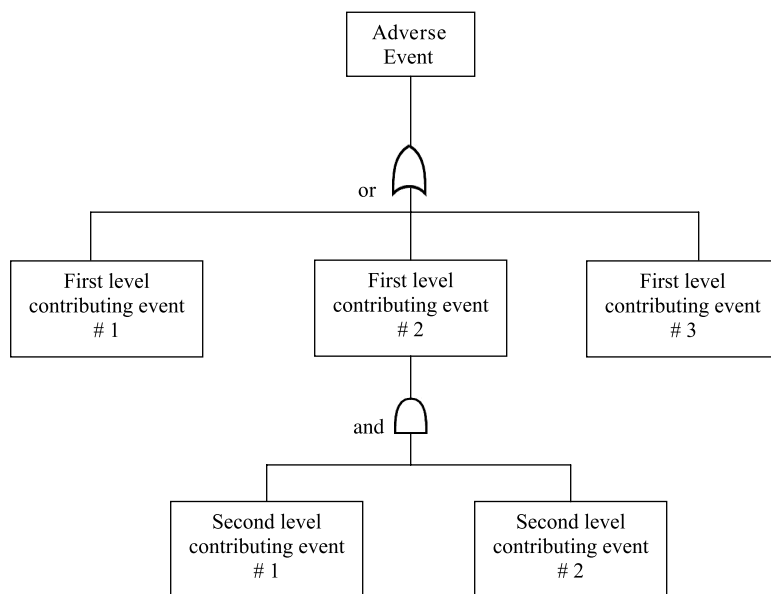 Adverse
Event
or
First level
contributing event
# 1
First level
contributing event
# 2
First level
contributing event
# 3
and
Second level
contributing event
# 1
Second level
contributing event
# 2